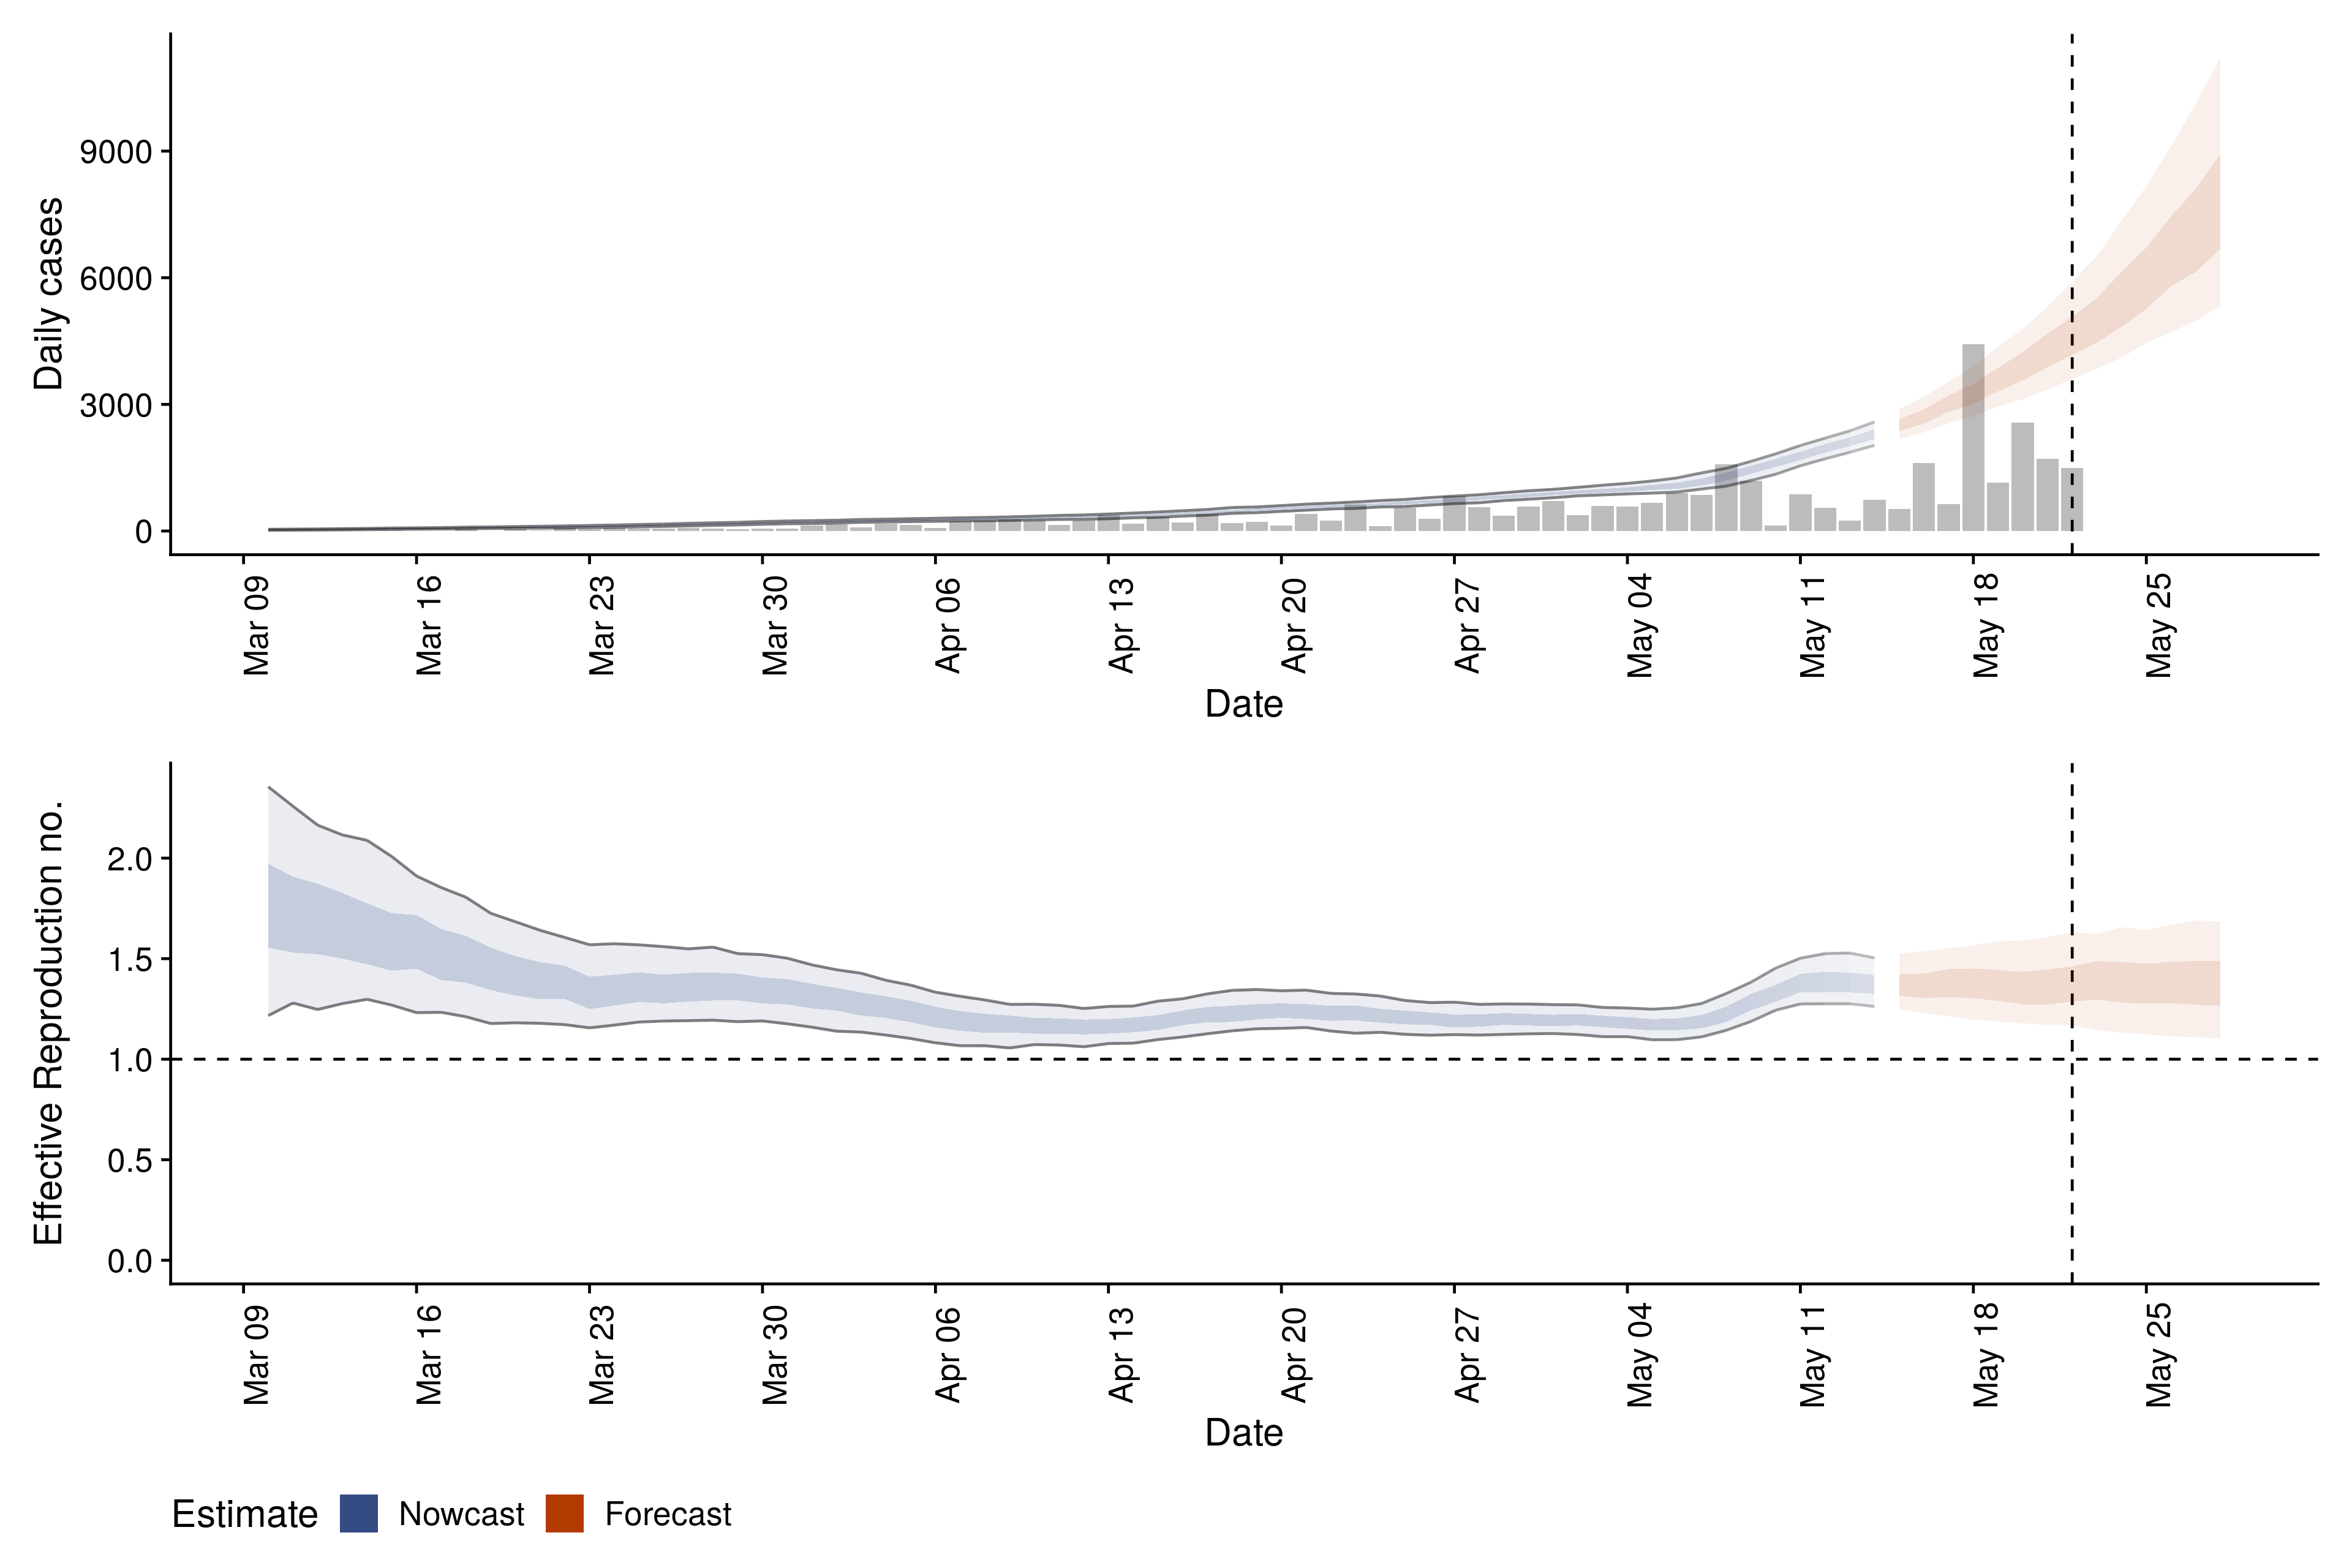 Daily cases
9000
6000
3000
0
Mar 09
Mar 16
Mar 23
Mar 30
Apr 06
Apr 13
Apr 20
Apr 27
May 04
May 11
May 18
May 25
Date
Effective Reproduction no.
2.0
1.5
1.0
0.5
0.0
Mar 09
Mar 16
Mar 23
Mar 30
Apr 06
Apr 13
Apr 20
Apr 27
May 04
May 11
May 18
May 25
Date
Estimate Nowcast Forecast